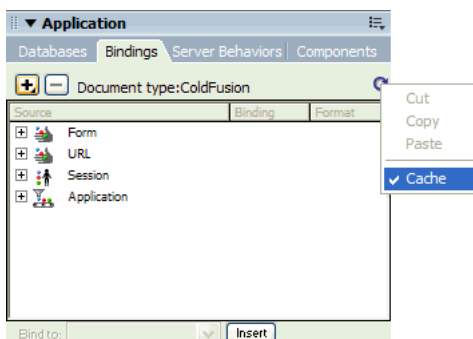 Application
Databases Bindings Server Behaviors Components
Document type:ColdFusion
Source Binding Format
Form
URL
Session
Application
Bind to: Insert
Cut
Copy
Paste
Cache